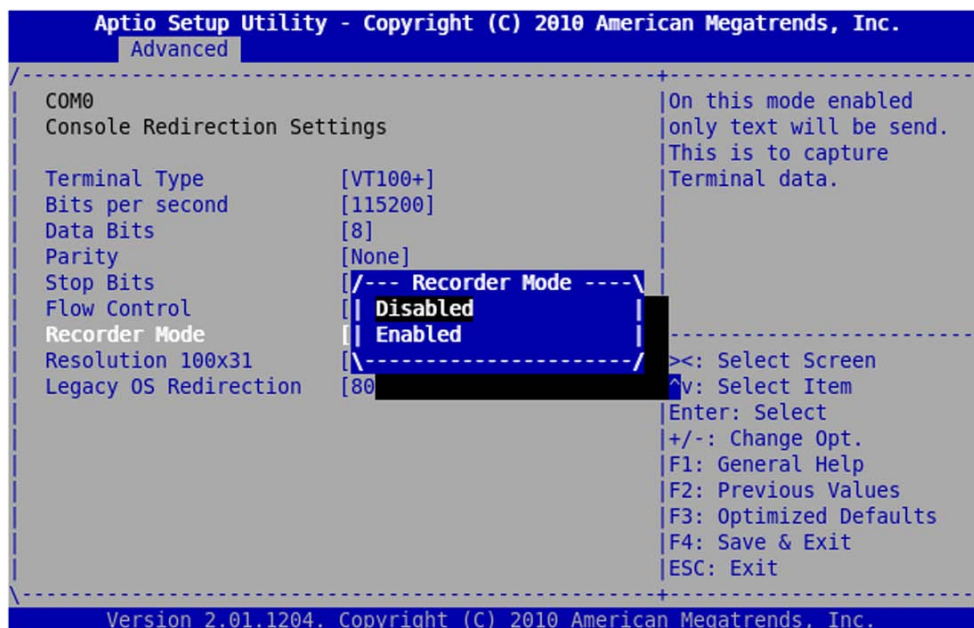 Aptio Setup Utility - Copyright (C) 2010 American Megatrends, Inc.
Advanced
COM0
Console Redirection Settings
Terminal Type [VT100+]
Bits per second [115200]
Data Bits [8]
Parity [None]
Stop Bits [
Flow Control [
Recorder Mode [
Resolution 100x31 [
Legacy OS Redirection [80
/--- Recorder Mode ----\
Disabled
Enabled
On this mode enabled
only text will be send.
This is to capture
Terminal data.
><: Select Screen
^v: Select Item
Enter: Select
+/-: Change Opt.
F1: General Help
F2: Previous Values
F3: Optimized Defaults
F4: Save & Exit
ESC: Exit
Version 2.01.1204. Copyright (C) 2010 American Megatrends, Inc.